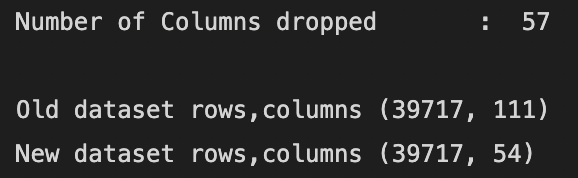 Number of Columns dropped       :  57
Old dataset rows,columns (39717, 111)
New dataset rows,columns (39717, 54)